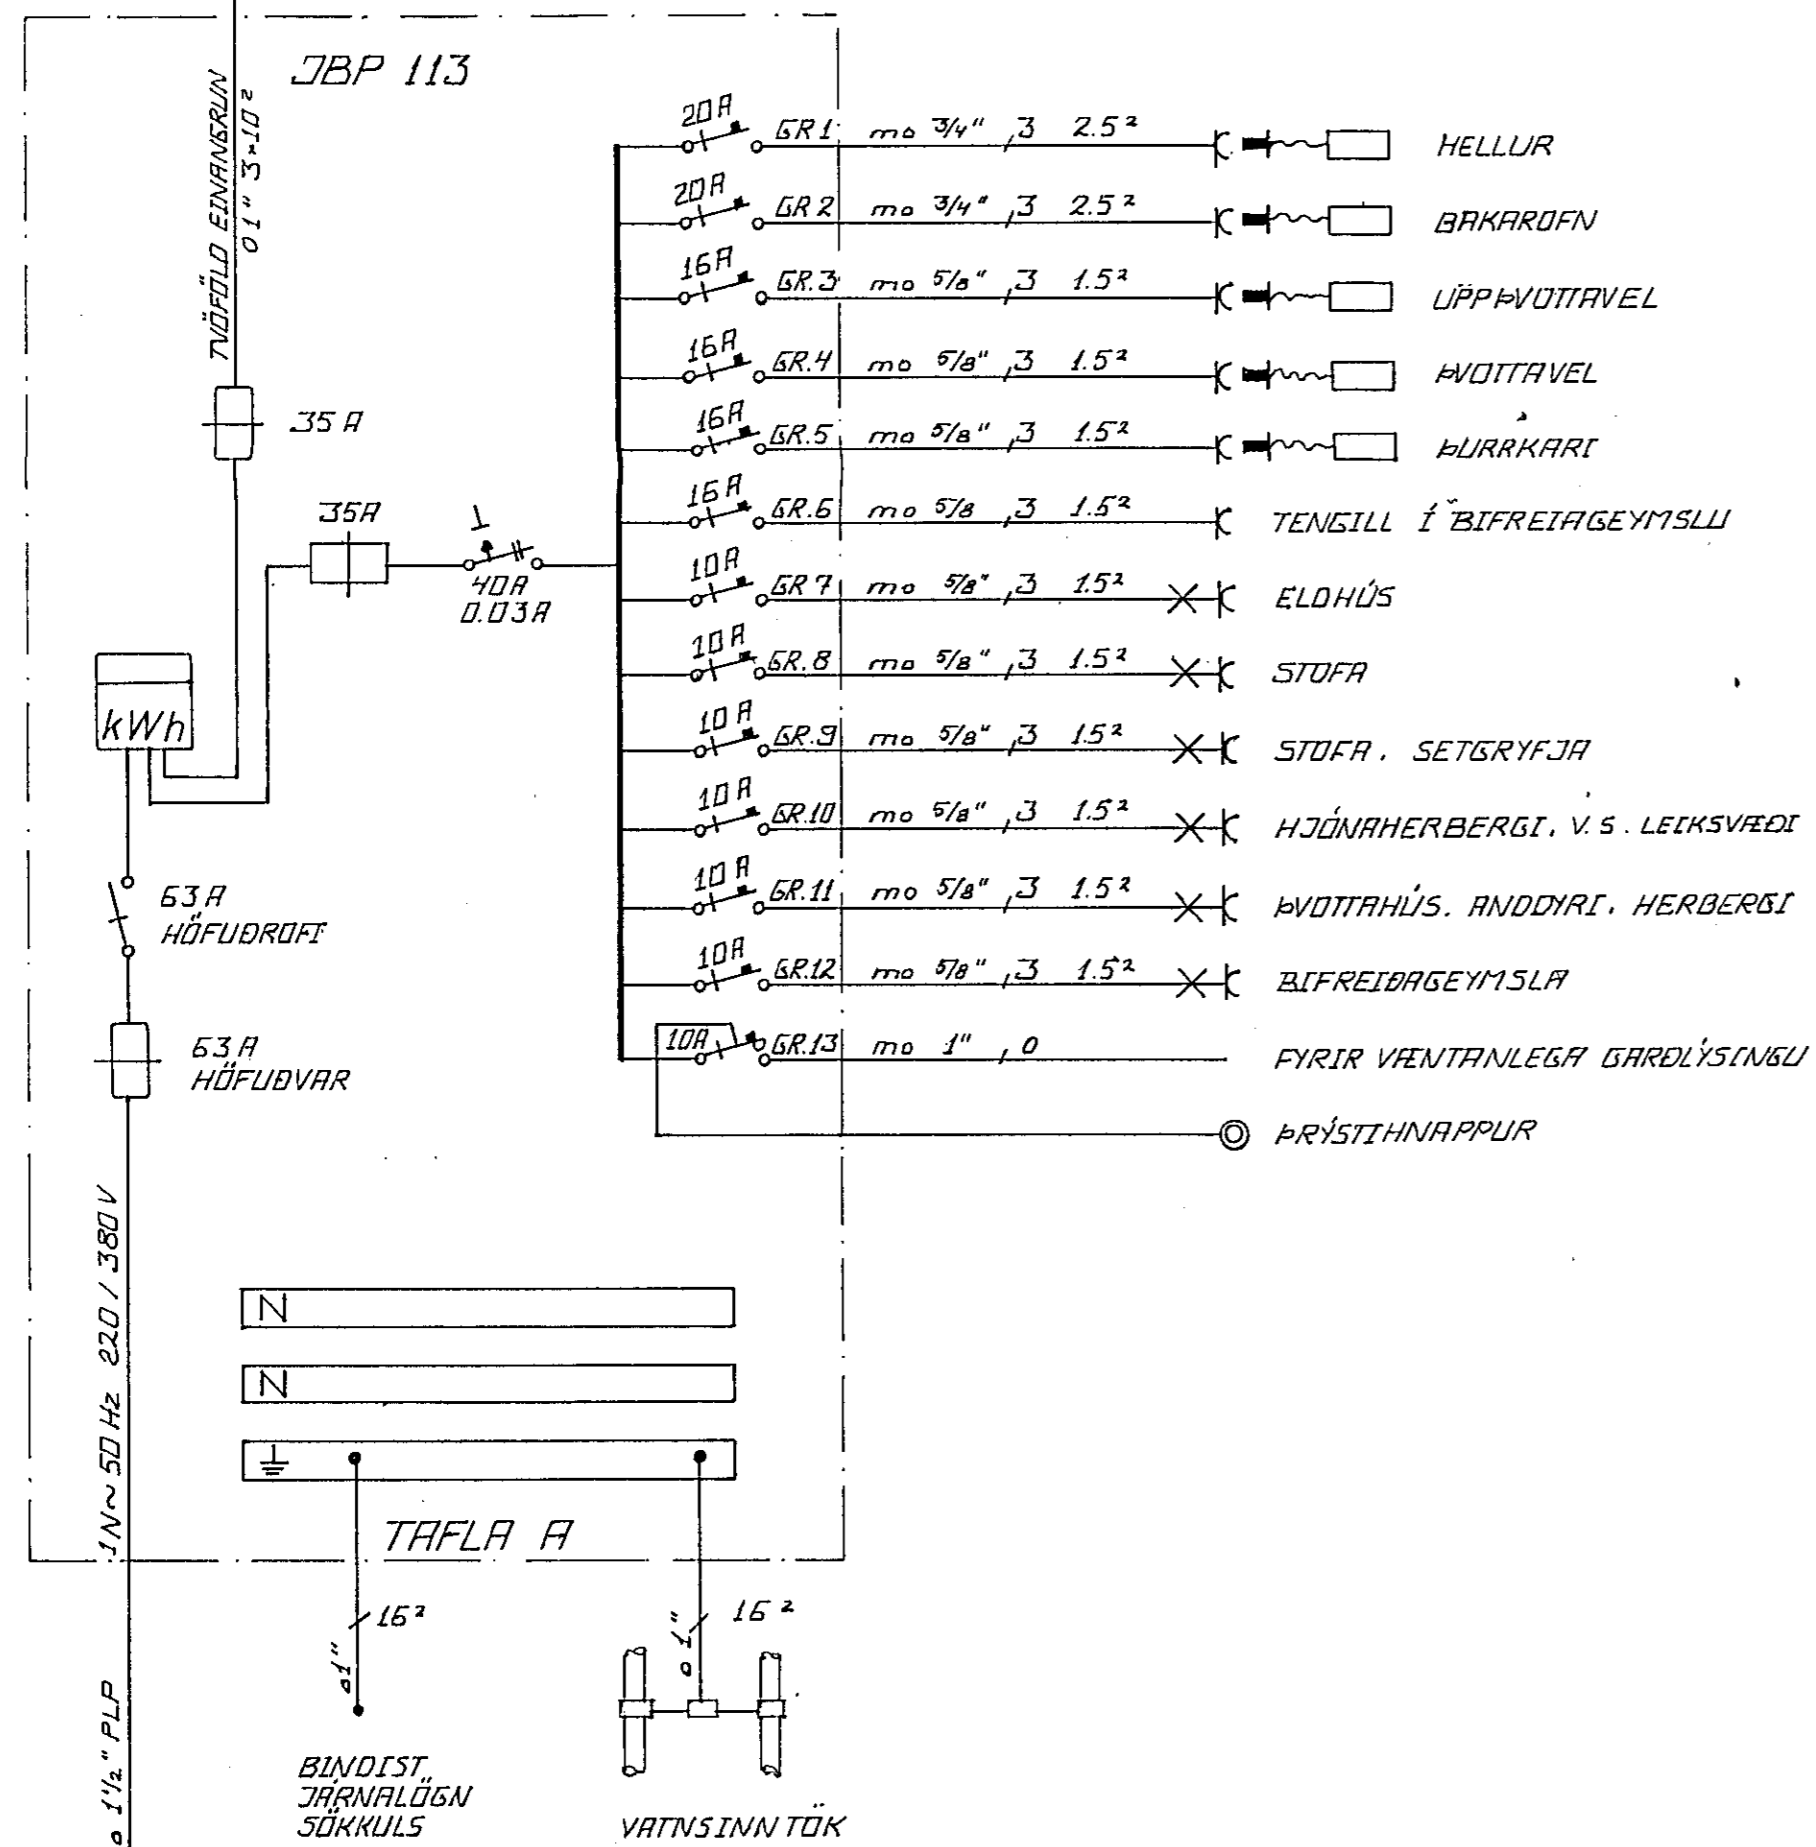 JBP 113
TVÖFÖLD EINANGRUN
o 1" 3×10²
35 A
35A
40A
0.03A
kWh
63 A
HÖFUÐROFI
63 A
HÖFUÐVAR
1N~ 50 Hz 220 / 380 V
o 1 1/2" PLP
20A GR 1 mo 3/4" 3 2.5² HELLUR
20A GR 2 mo 3/4" 3 2.5² BAKAROFN
16A GR.3 mo 5/8" 3 1.5² UPPÞVOTTAVEL
16A GR.4 mo 5/8" 3 1.5² ÞVOTTAVEL
16A GR.5 mo 5/8" 3 1.5² ÞURRKARI
16A GR.6 mo 5/8 3 1.5² TENGILL Í BIFREIAGEYMSLU
10A GR 7 mo 5/8" 3 1.5² ELDHÚS
10A GR.8 mo 5/8" 3 1.5² STOFA
10A GR.9 mo 5/8" 3 1.5² STOFA. SETGRYFJA
10A GR.10 mo 5/8" 3 1.5² HJÓNAHERBERGI. V.S. LEIKSVÆÐI
10A GR.11 mo 5/8" 3 1.5² ÞVOTTAHÚS. ANDDYRI. HERBERGI
10A GR.12 mo 5/8" 3 1.5² BIFREIÐAGEYMSLA
10A GR.13 mo 1" 0 FYRIR VÆNTANLEGA GARÐLÝSINGU
ÞRÝSTIHNAPPUR
N
N
TAFLA A
16²
o 1"
16²
o 1"
BINDIST
JÁRNALÖGN
SÖKKULS
VATNSINNTÖK